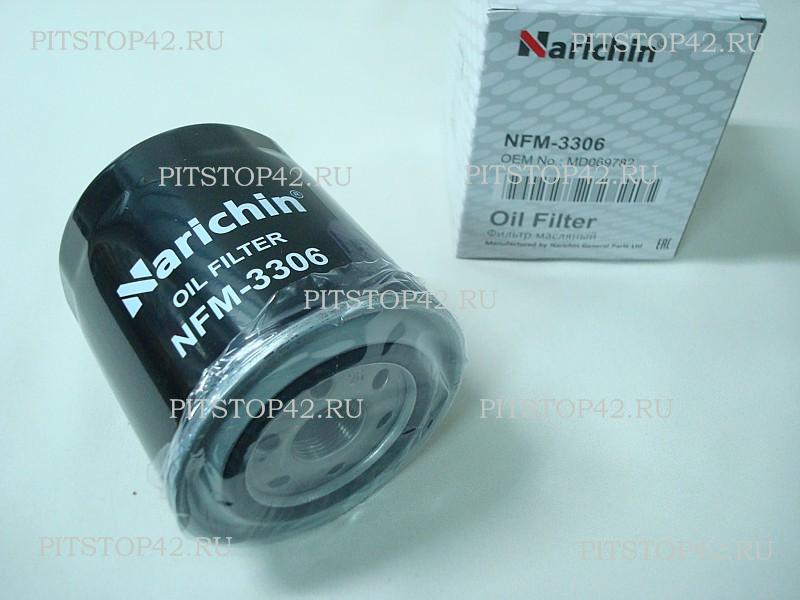 PITSTOP42.RU
PITSTOP42.RU
Narichin
NFM-3306
OEM No.: MD069782
PITSTOP42.RU
PITSTOP42.RU
Oil Filter
Фильтр масляный
Manufactured by Narichin General Parts Ltd
EAC
Narichin®
OIL FILTER
NFM-3306
PITSTOP42.RU
PITSTOP42.RU
PITSTOP42.RU
PITSTOP42.RU
PITSTOP42.RU